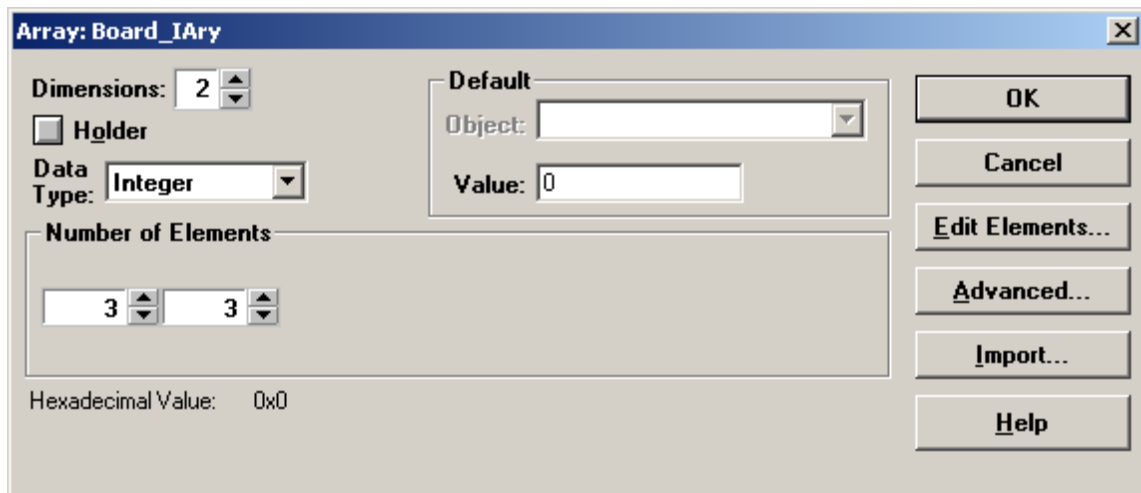 Array: Board_IAry
Dimensions: 2
Holder
Data Type: Integer
Default
Object:
Value: 0
Number of Elements
3 3
Hexadecimal Value: 0x0
OK
Cancel
Edit Elements...
Advanced...
Import...
Help